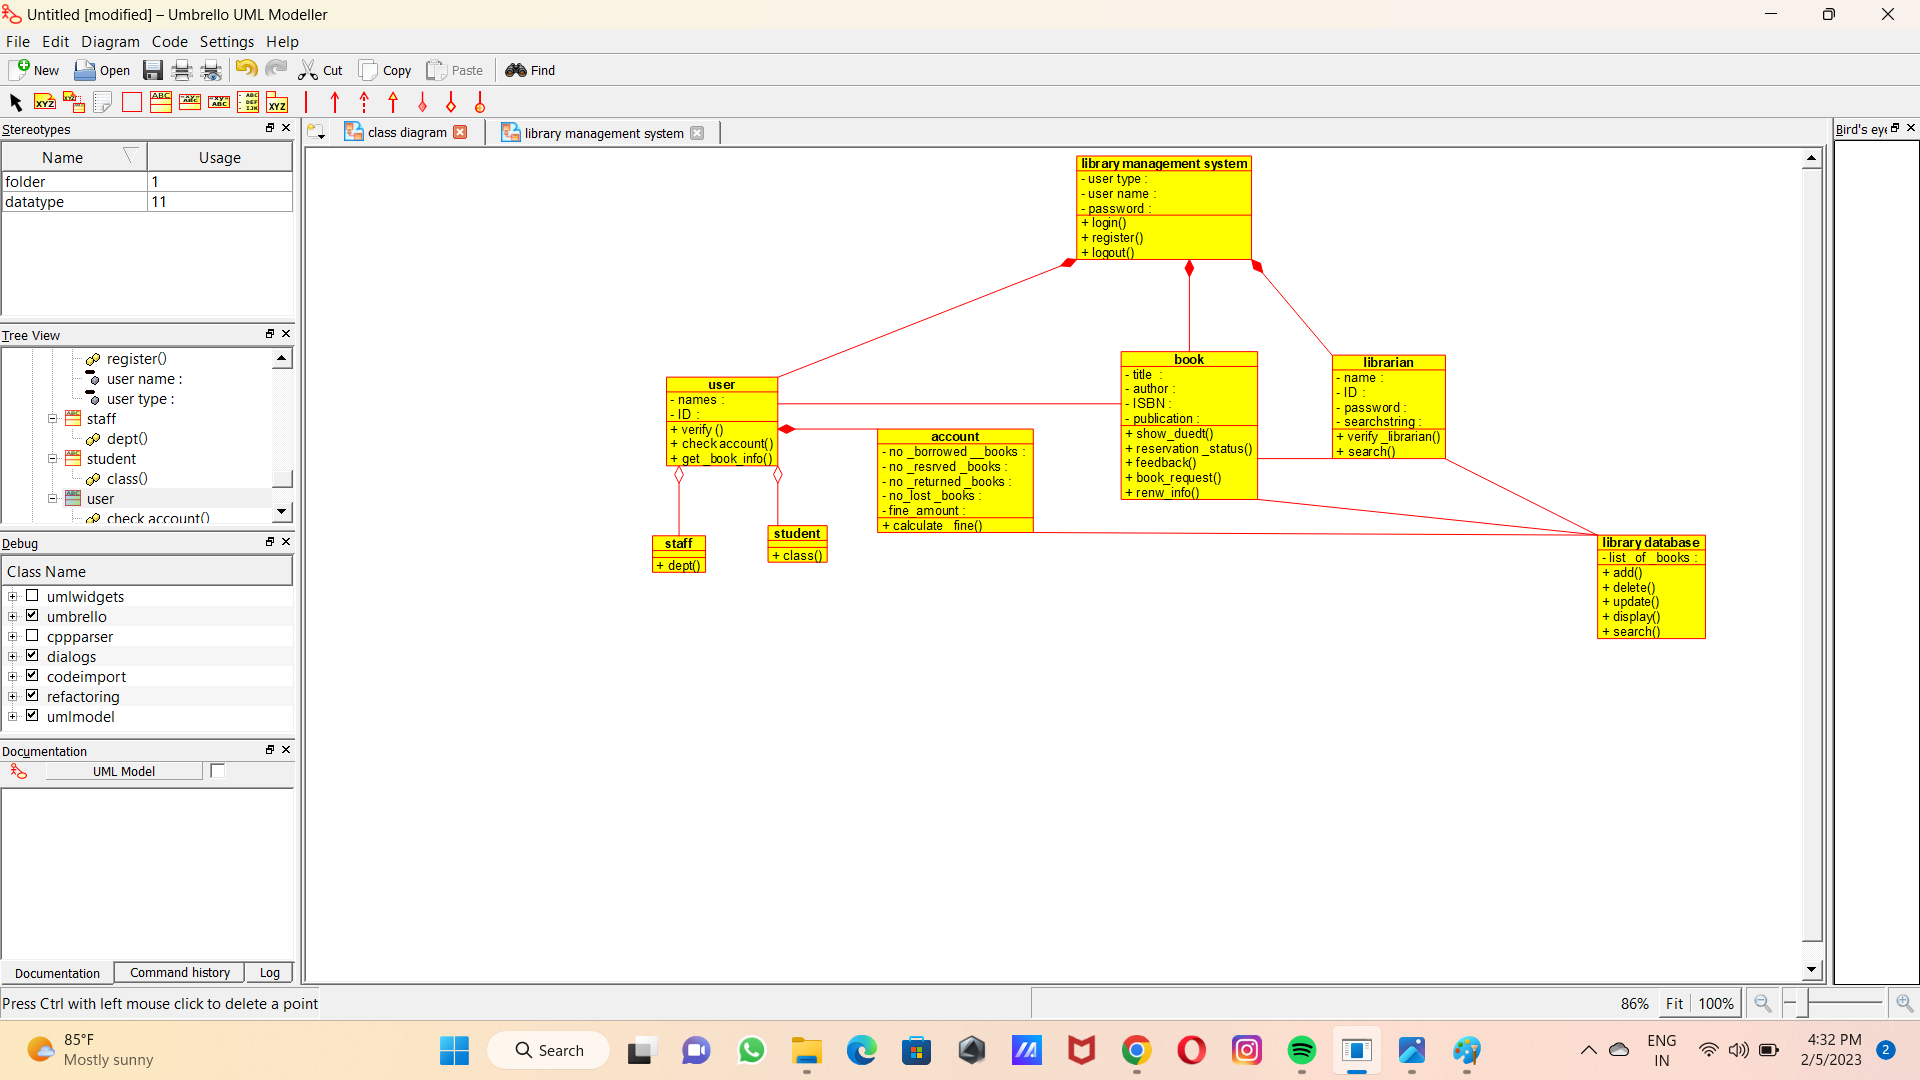 Untitled [modified] – Umbrello UML Modeller
File Edit Diagram Code Settings Help
New Open Cut Copy Paste Find
Stereotypes
Name Usage
folder 1
datatype 11
Tree View
register()
user name :
user type :
staff
dept()
student
class()
user
check account()
Debug
Class Name
umlwidgets
umbrello
cppparser
dialogs
codeimport
refactoring
umlmodel
Documentation
UML Model
Documentation Command history Log
Press Ctrl with left mouse click to delete a point
class diagram
library management system
Bird's eye
library management system
- user type :
- user name :
- password :
+ login()
+ register()
+ logout()
user
- names :
- ID :
+ verify ()
+ check account()
+ get _book_info()
account
- no _borrowed __books :
- no _resrved _books :
- no _returned _books :
- no_lost _books :
- fine_amount :
+ calculate _fine()
book
- title :
- author :
- ISBN :
- publication :
+ show_duedt()
+ reservation _status()
+ feedback()
+ book_request()
+ renw_info()
librarian
- name :
- ID :
- password :
- searchstring :
+ verify _librarian()
+ search()
staff
+ dept()
student
+ class()
library database
- list _of _books :
+ add()
+ delete()
+ update()
+ display()
+ search()
86% Fit 100%
85°F
Mostly sunny
Search
ENG
IN
4:32 PM
2/5/2023
2